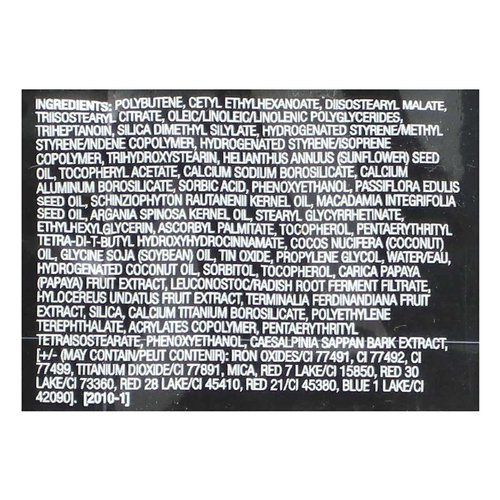 INGREDIENTS: POLYBUTENE, CETYL ETHYLHEXANOATE, DIISOSTEARYL MALATE,
TRIISOSTEARYL CITRATE, OLEIC/LINOLEIC/LINOLENIC POLYGLYCERIDES,
TRIHEPTANOIN, SILICA DIMETHYL SILYLATE, HYDROGENATED STYRENE/METHYL
STYRENE/INDENE COPOLYMER, HYDROGENATED STYRENE/ISOPRENE
COPOLYMER, TRIHYDROXYSTEARIN, HELIANTHUS ANNUUS (SUNFLOWER) SEED
OIL, TOCOPHERYL ACETATE, CALCIUM SODIUM BOROSILICATE, CALCIUM
ALUMINUM BOROSILICATE, SORBIC ACID, PHENOXYETHANOL, PASSIFLORA EDULIS
SEED OIL, SCHINZIOPHYTON RAUTANENII KERNEL OIL, MACADAMIA INTEGRIFOLIA
SEED OIL, ARGANIA SPINOSA KERNEL OIL, STEARYL GLYCYRRHETINATE,
ETHYLHEXYLGLYCERIN, ASCORBYL PALMITATE, TOCOPHEROL, PENTAERYTHRITYL
TETRA-DI-T-BUTYL HYDROXYHYDROCINNAMATE, COCOS NUCIFERA (COCONUT)
OIL, GLYCINE SOJA (SOYBEAN) OIL, TIN OXIDE, PROPYLENE GLYCOL, WATER/EAU,
HYDROGENATED COCONUT OIL, SORBITOL, TOCOPHEROL, CARICA PAPAYA
(PAPAYA) FRUIT EXTRACT, LEUCONOSTOC/RADISH ROOT FERMENT FILTRATE,
HYLOCEREUS UNDATUS FRUIT EXTRACT, TERMINALIA FERDINANDIANA FRUIT
EXTRACT, SILICA, CALCIUM TITANIUM BOROSILICATE, POLYETHYLENE
TEREPHTHALATE, ACRYLATES COPOLYMER, PENTAERYTHRITYL
TETRAISOSTEARATE, PHENOXYETHANOL, CAESALPINIA SAPPAN BARK EXTRACT,
[+/- (MAY CONTAIN/PEUT CONTENIR): IRON OXIDES/CI 77491, CI 77492, CI
77499, TITANIUM DIOXIDE/CI 77891, MICA, RED 7 LAKE/CI 15850, RED 30
LAKE/CI 73360, RED 28 LAKE/CI 45410, RED 21/CI 45380, BLUE 1 LAKE/CI
42090]. [2010-1]